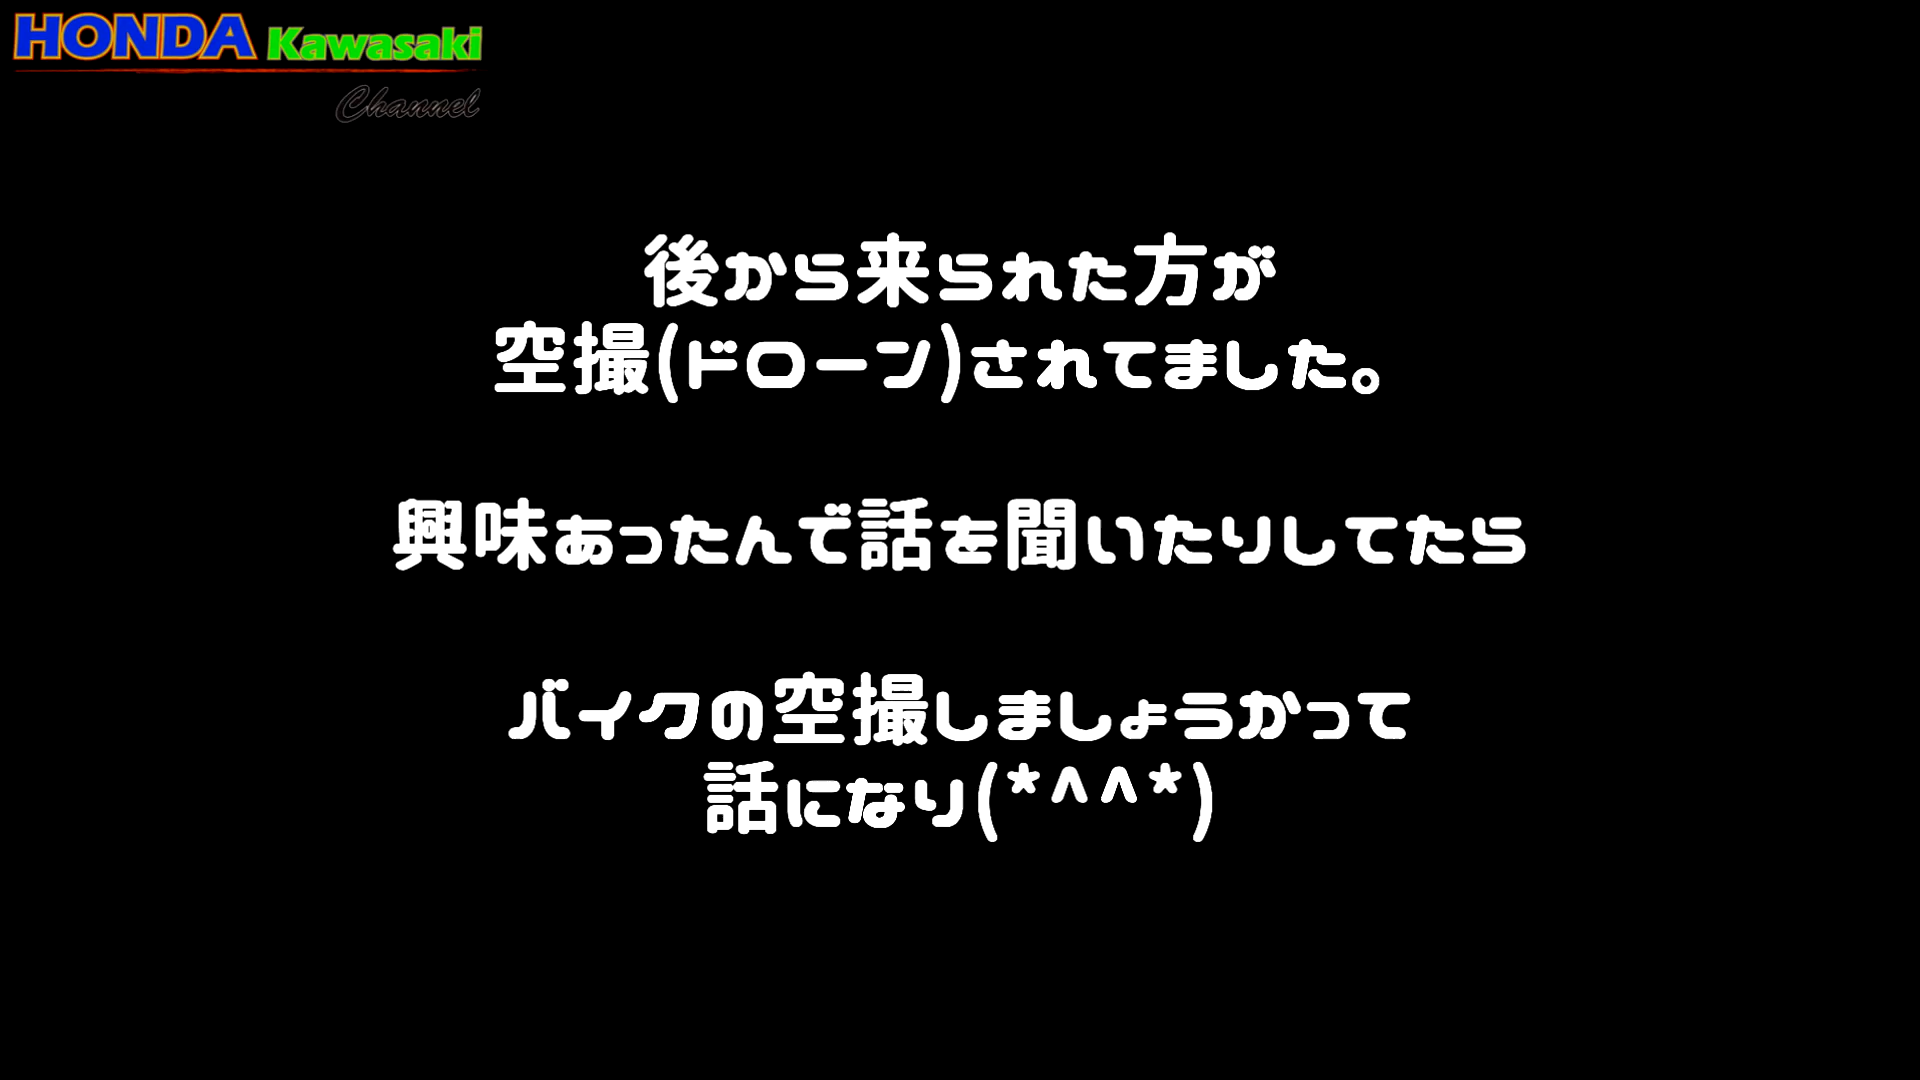 HONDA Kawasaki
Channel
後から来られた方が
空撮(ドローン)されてました。
興味あったんで話を聞いたりしてたら
バイクの空撮しましょうかって
話になり(*^^*)